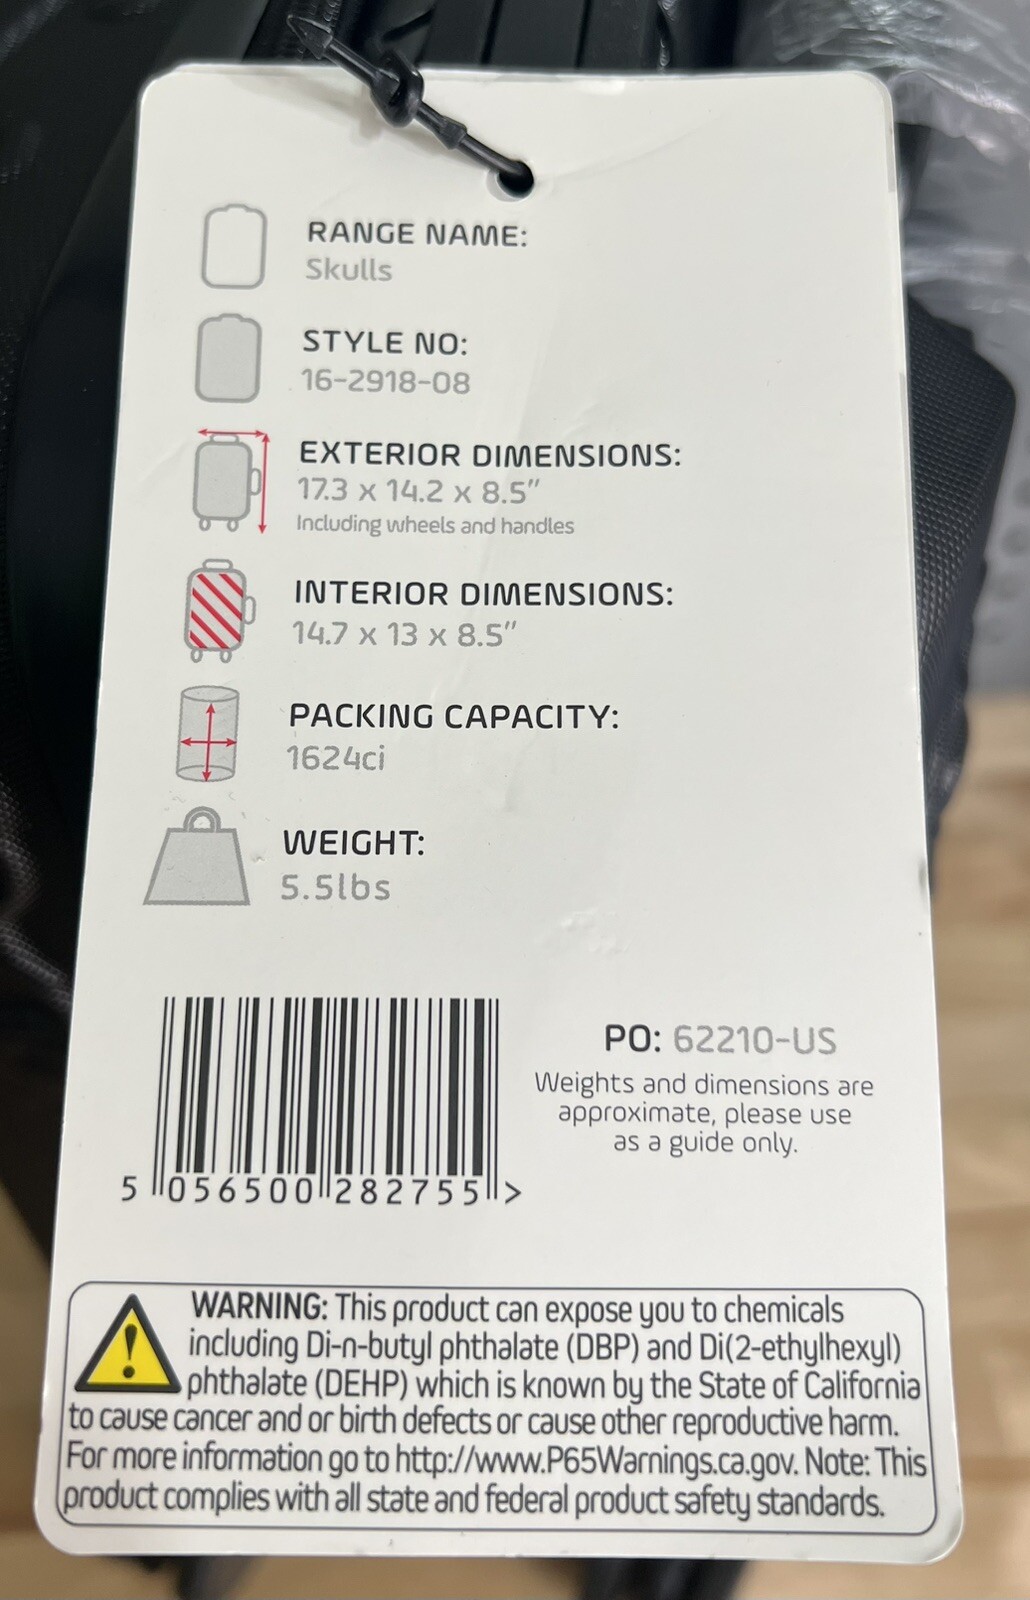 RANGE NAME:
Skulls
STYLE NO:
16-2918-08
EXTERIOR DIMENSIONS:
17.3 x 14.2 x 8.5"
Including wheels and handles
INTERIOR DIMENSIONS:
14.7 x 13 x 8.5"
PACKING CAPACITY:
1624ci
WEIGHT:
5.5lbs
5 056500 282755 >
PO: 62210-US
Weights and dimensions are
approximate, please use
as a guide only.
WARNING: This product can expose you to chemicals
including Di-n-butyl phthalate (DBP) and Di(2-ethylhexyl)
phthalate (DEHP) which is known by the State of California
to cause cancer and or birth defects or cause other reproductive harm.
For more information go to http://www.P65Warnings.ca.gov. Note: This
product complies with all state and federal product safety standards.